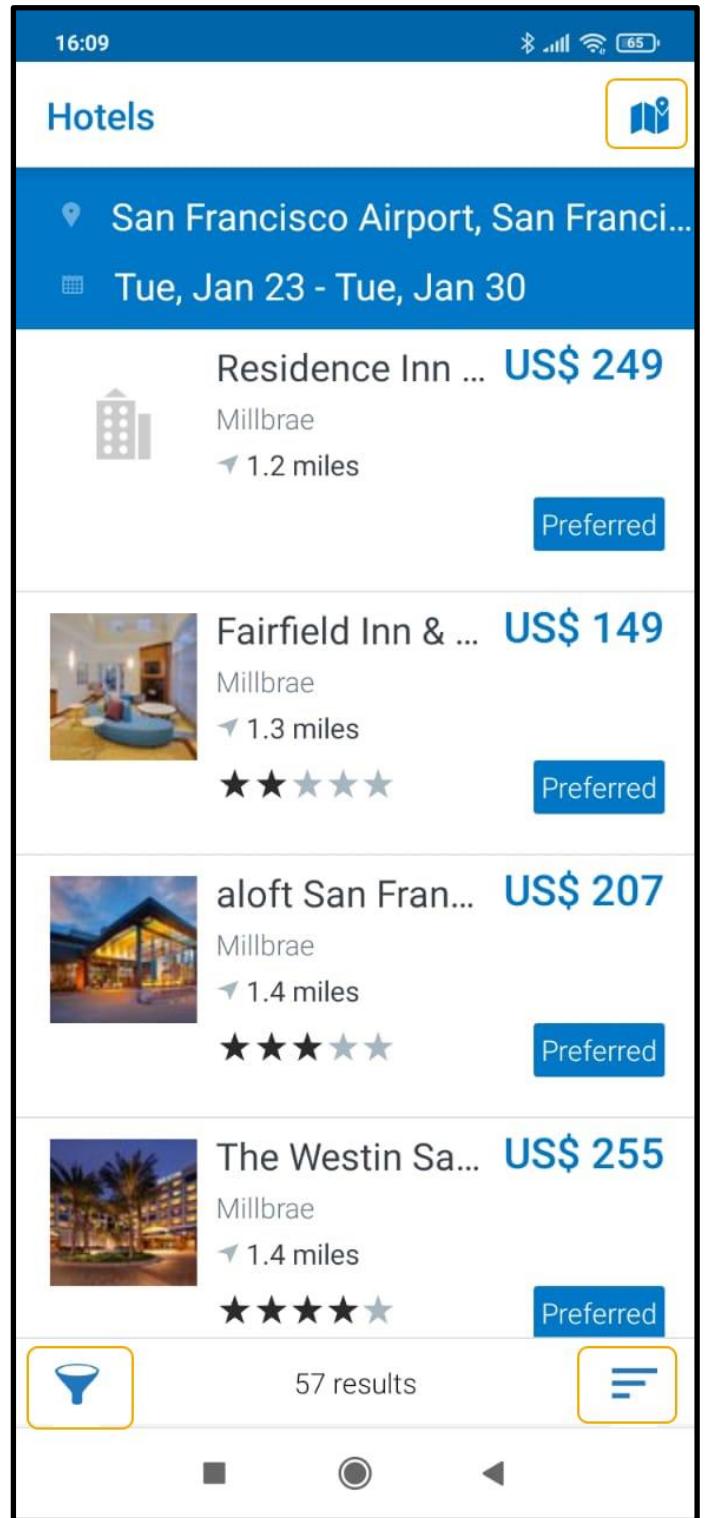 16:09 65
Hotels
San Francisco Airport, San Franci...
Tue, Jan 23 - Tue, Jan 30
Residence Inn ... US$ 249
Millbrae
1.2 miles
Preferred
Fairfield Inn & ... US$ 149
Millbrae
1.3 miles
Preferred
aloft San Fran... US$ 207
Millbrae
1.4 miles
Preferred
The Westin Sa... US$ 255
Millbrae
1.4 miles
Preferred
57 results